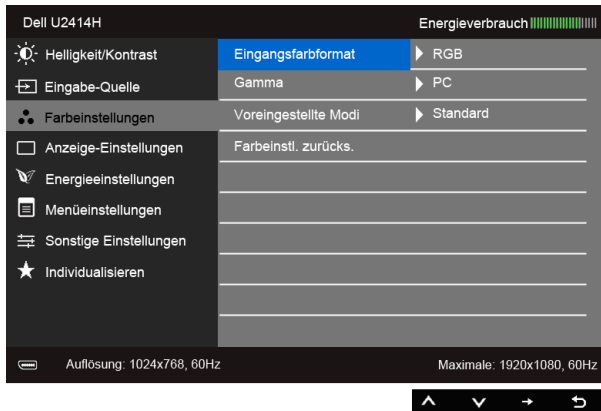 Dell U2414H
Energieverbrauch
Helligkeit/Kontrast
Eingabe-Quelle
Farbeinstellungen
Anzeige-Einstellungen
Energieeinstellungen
Menüeinstellungen
Sonstige Einstellungen
Individualisieren
Eingangsfarbformat RGB
Gamma PC
Voreingestellte Modi Standard
Farbeinstl. zurücks.
Auflösung: 1024x768, 60Hz
Maximale: 1920x1080, 60Hz